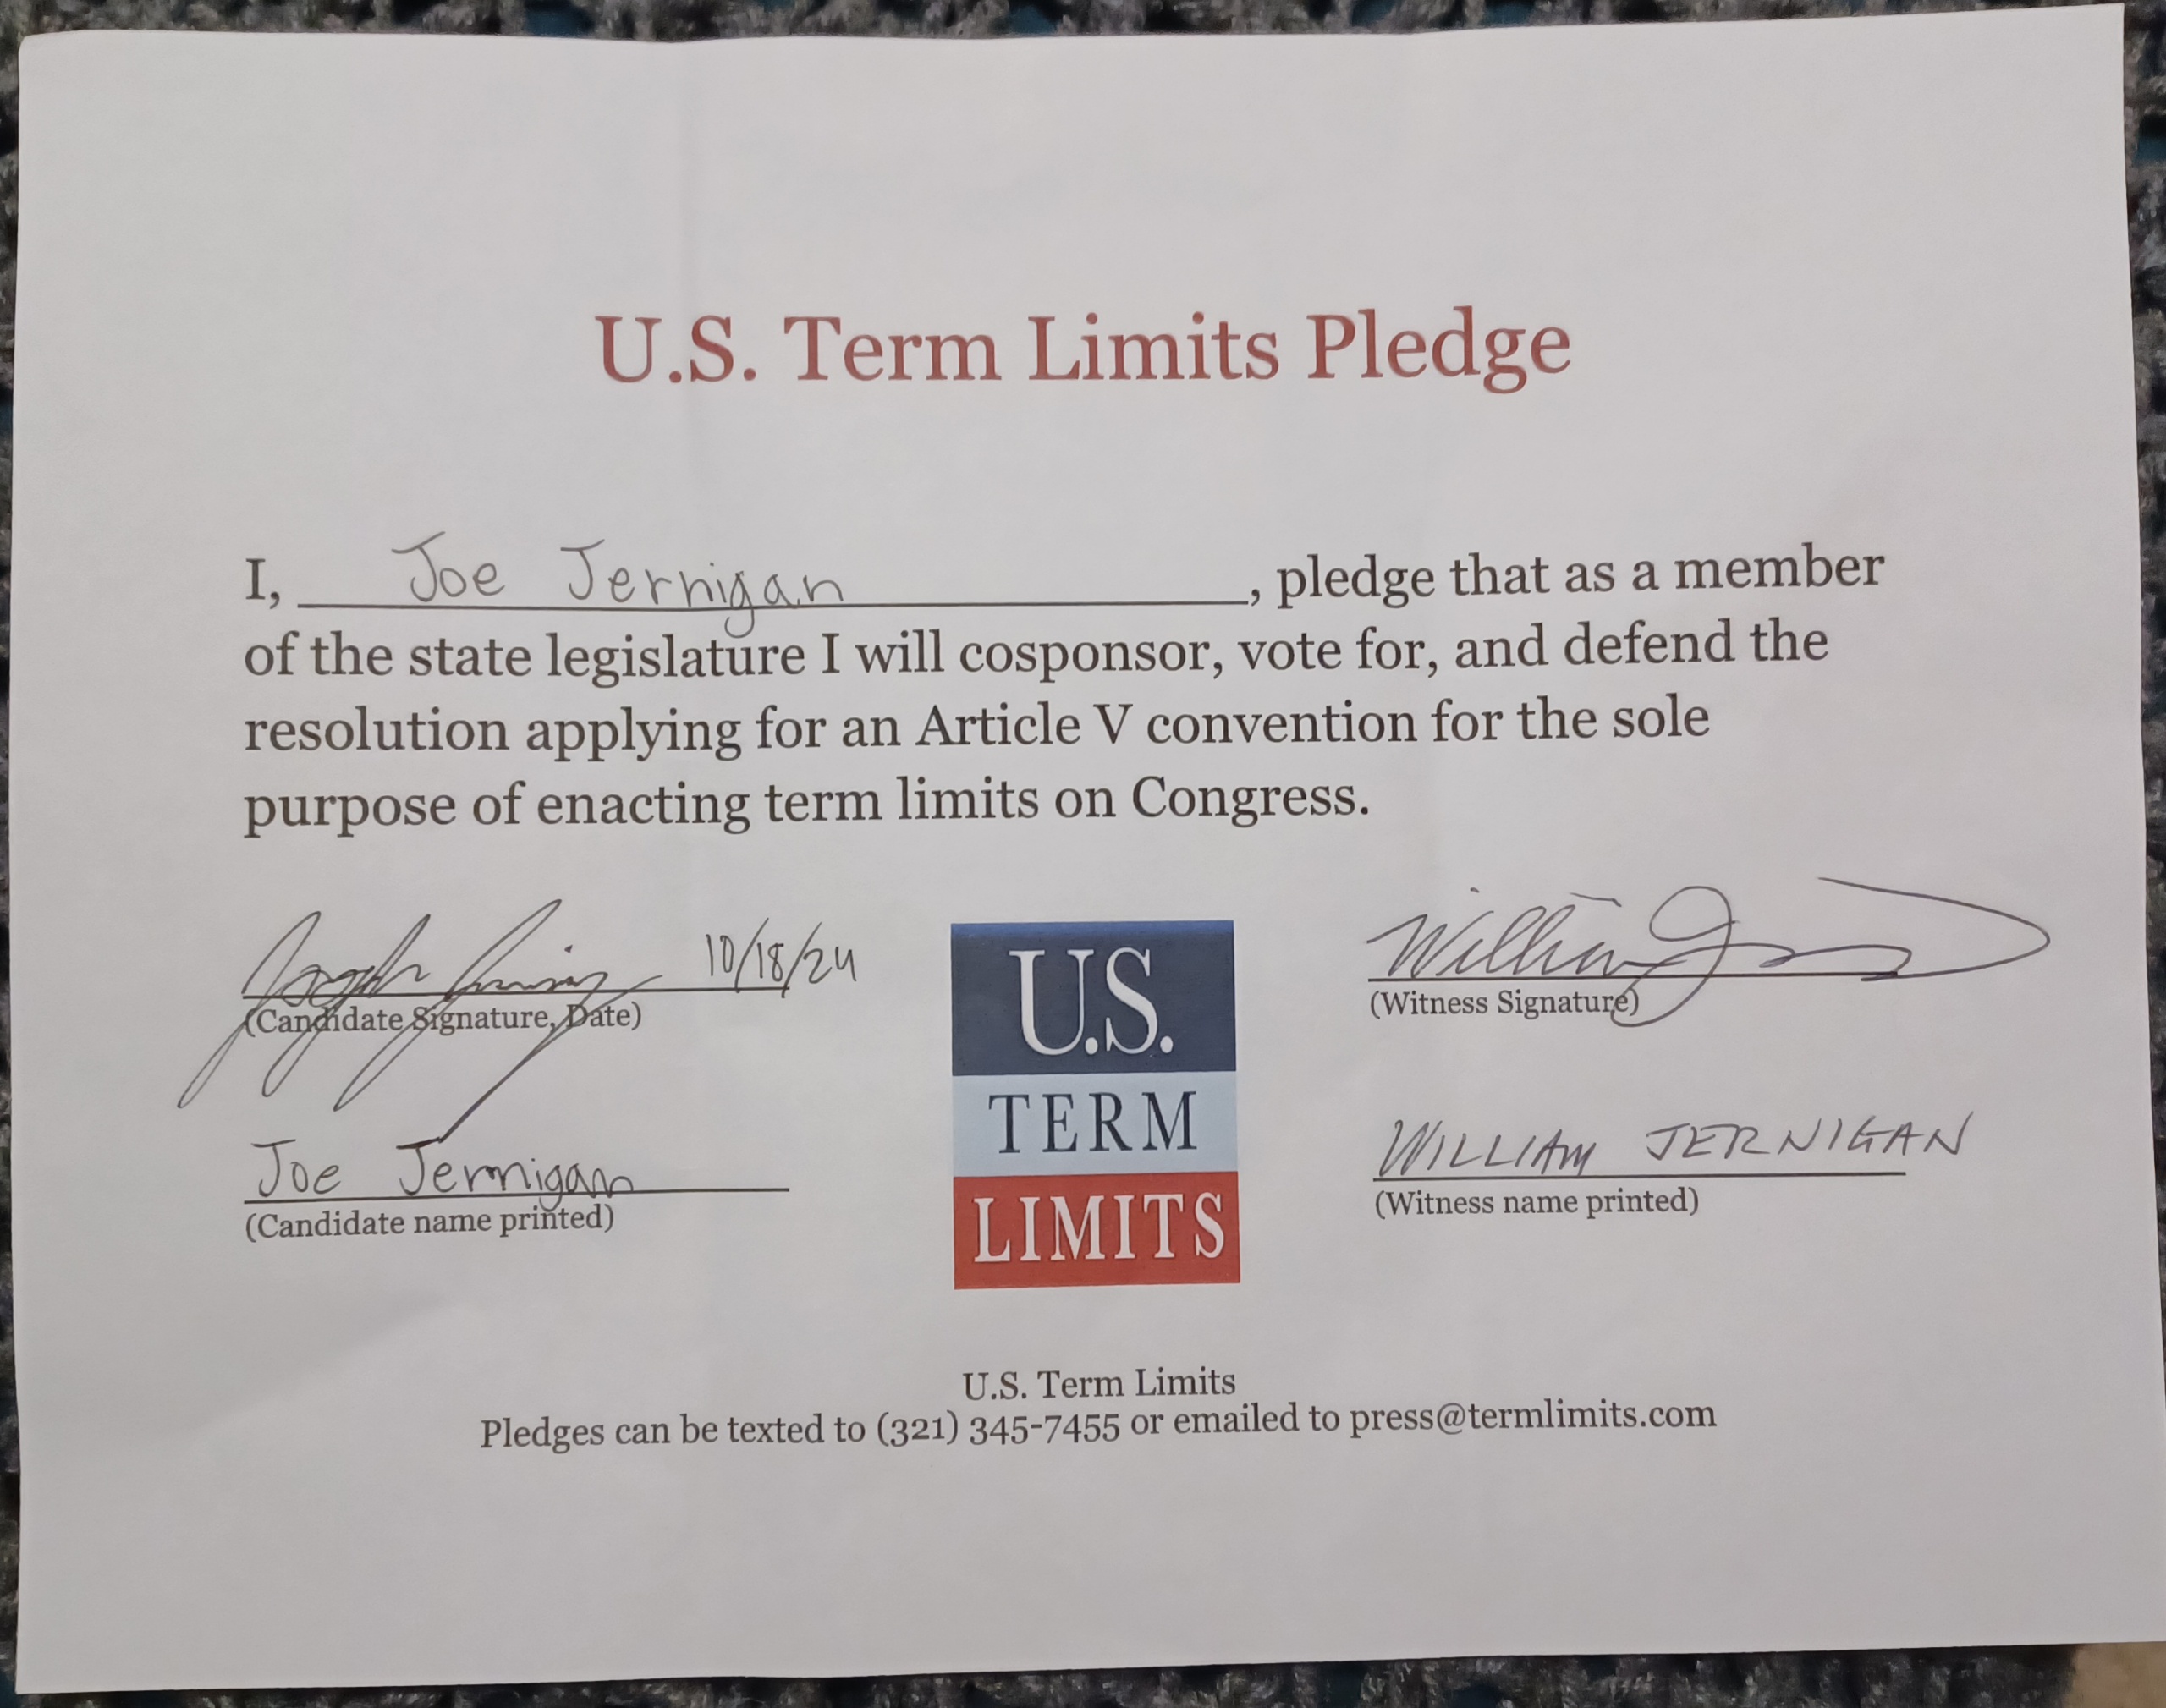 U.S. Term Limits Pledge
I, Joe Jernigan, pledge that as a member
of the state legislature I will cosponsor, vote for, and defend the
resolution applying for an Article V convention for the sole
purpose of enacting term limits on Congress.
10/18/24
(Candidate Signature, Date)
Joe Jernigan
(Candidate name printed)
U.S.
TERM
LIMITS
William J
(Witness Signature)
WILLIAM JERNIGAN
(Witness name printed)
U.S. Term Limits
Pledges can be texted to (321) 345-7455 or emailed to press@termlimits.com